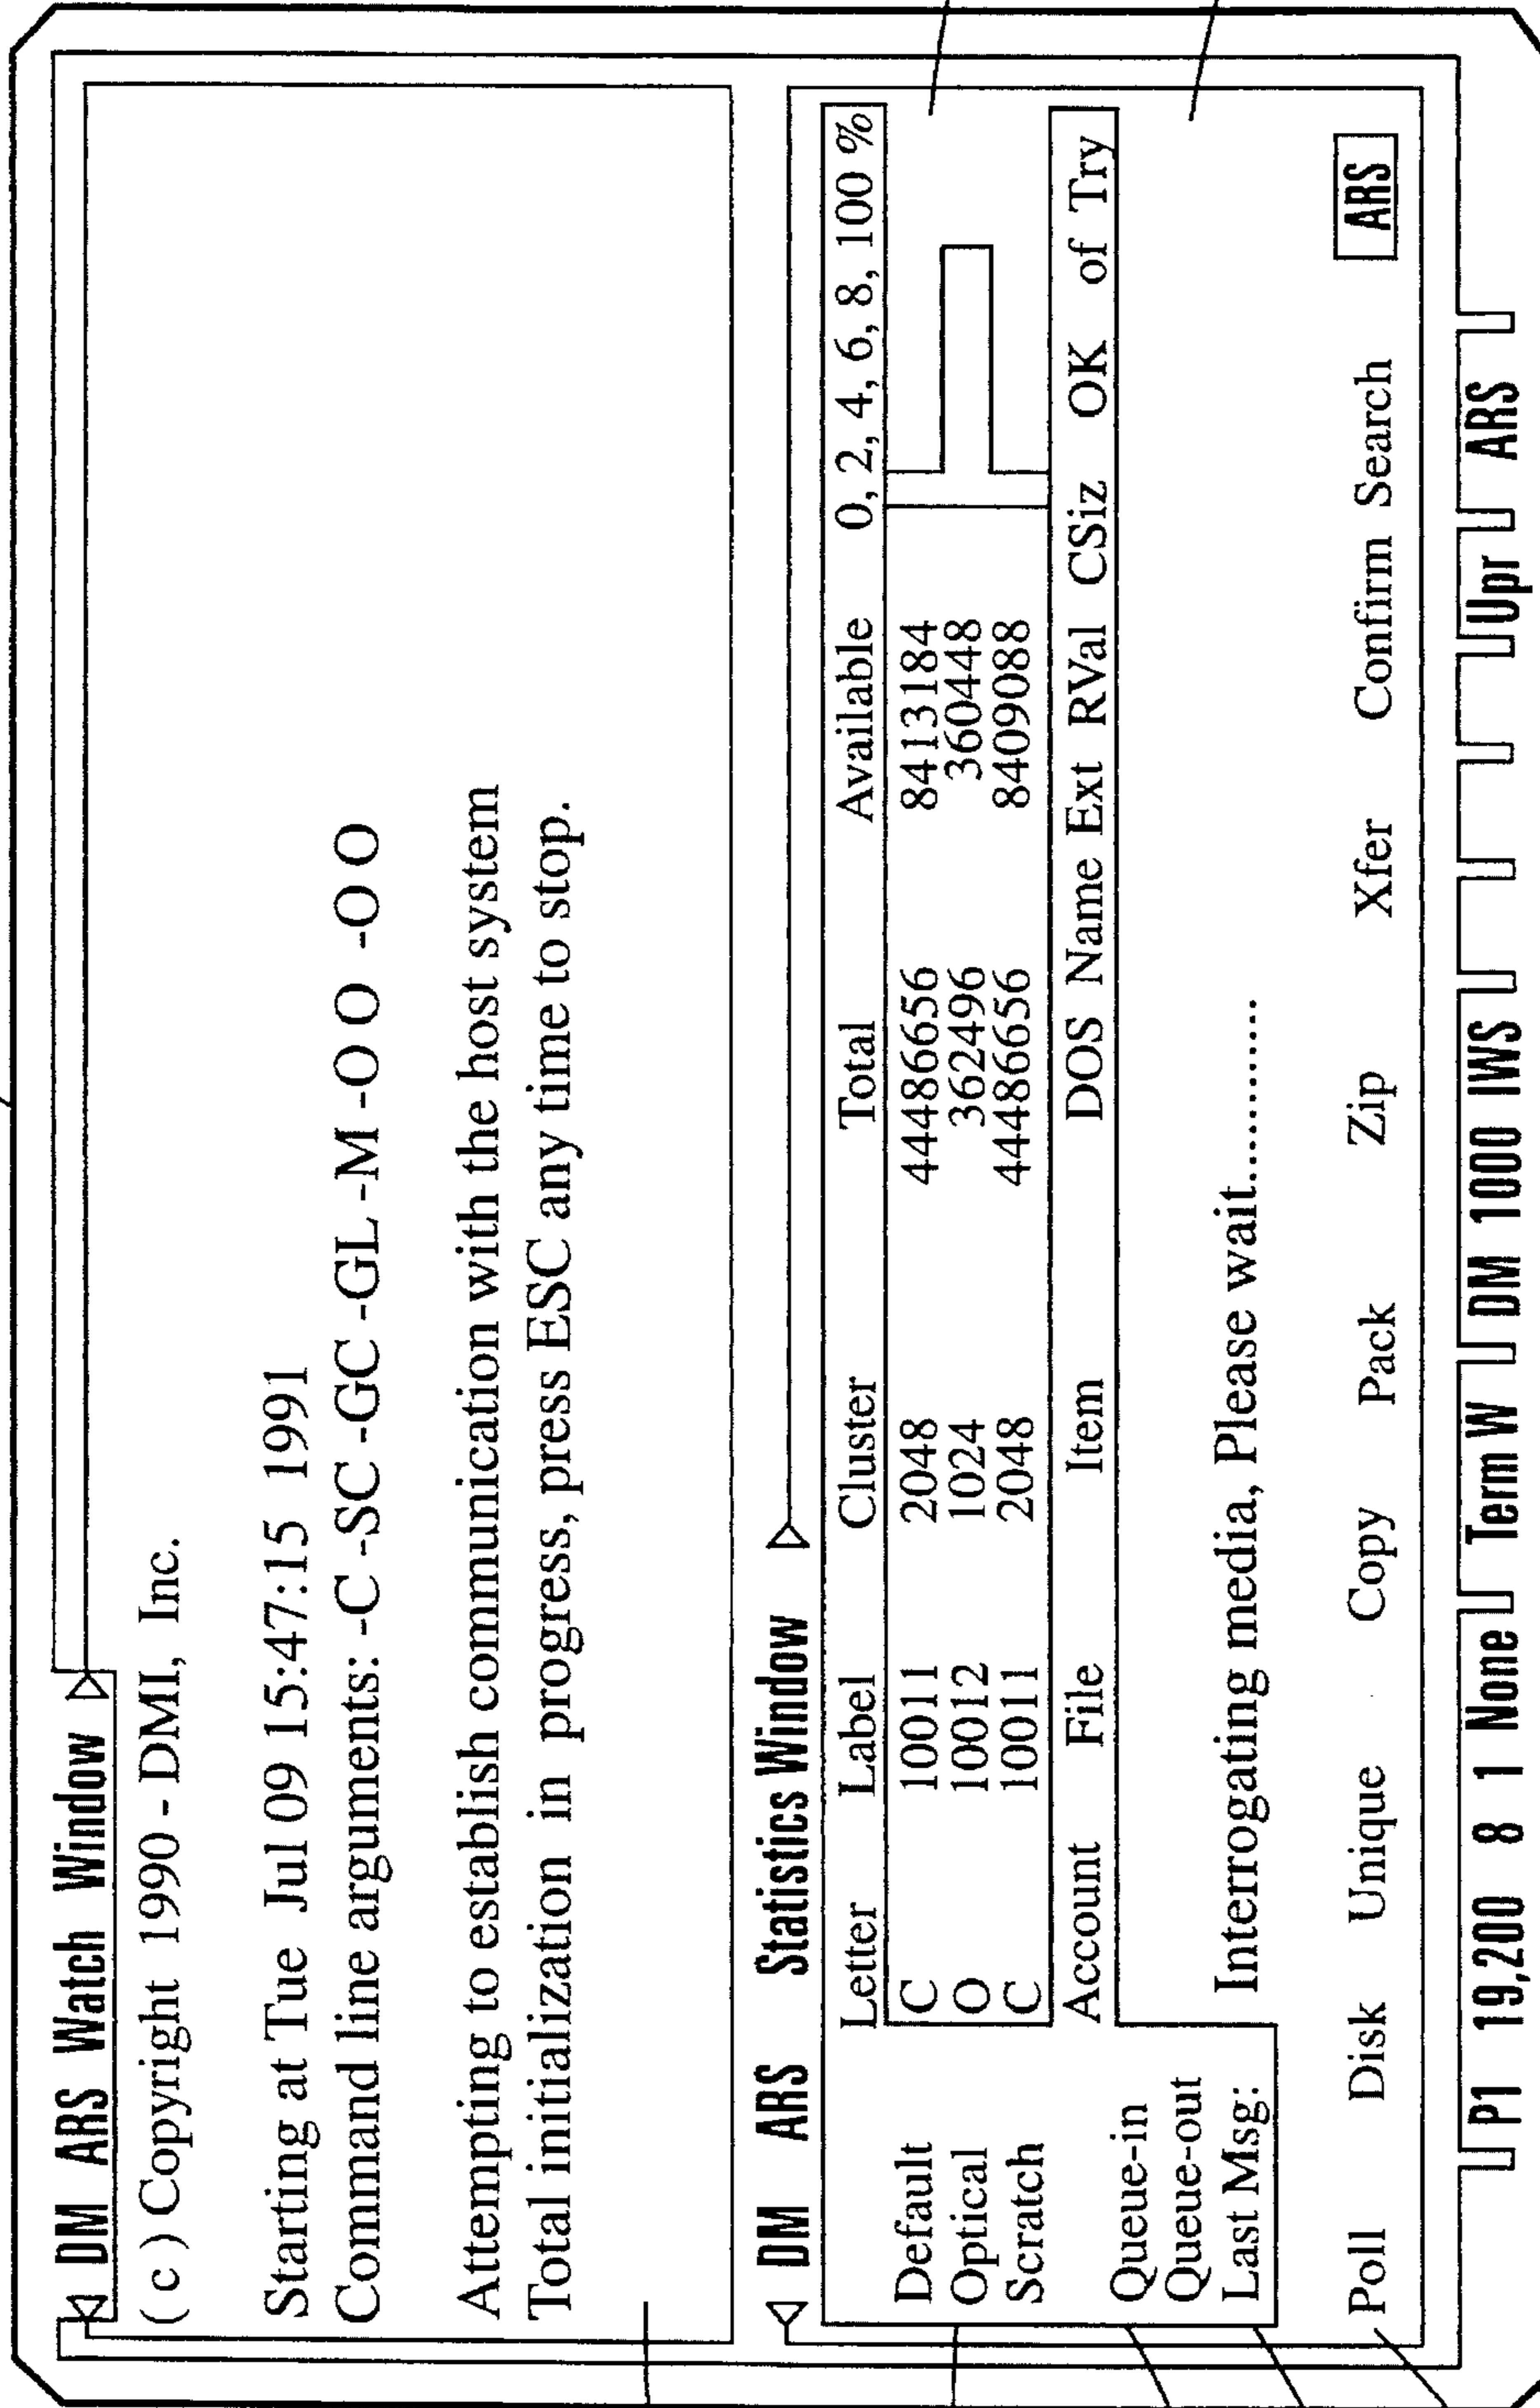 DM ARS Watch Window
( c ) Copyright 1990 - DMI, Inc.
Starting at Tue Jul 09 15:47:15 1991
Command line arguments: -C -SC -GC -GL -M -O O -O O
Attempting to establish communication with the host system
Total initialization in progress, press ESC any time to stop.
DM ARS Statistics Window
Letter Label Cluster Total Available 0, 2, 4, 6, 8, 100 %
Default C 10011 2048 44486656 8413184
Optical O 10012 1024 362496 360448
Scratch C 10011 2048 44486656 8409088
Account File Item DOS Name Ext RVal CSiz OK of Try
Queue-in
Queue-out
Last Msg: Interrogating media, Please wait............
Poll Disk Unique Copy Pack Zip Xfer Confirm Search ARS
P1 19,200 8 1 None Term W DM 1000 IWS Upr ARS